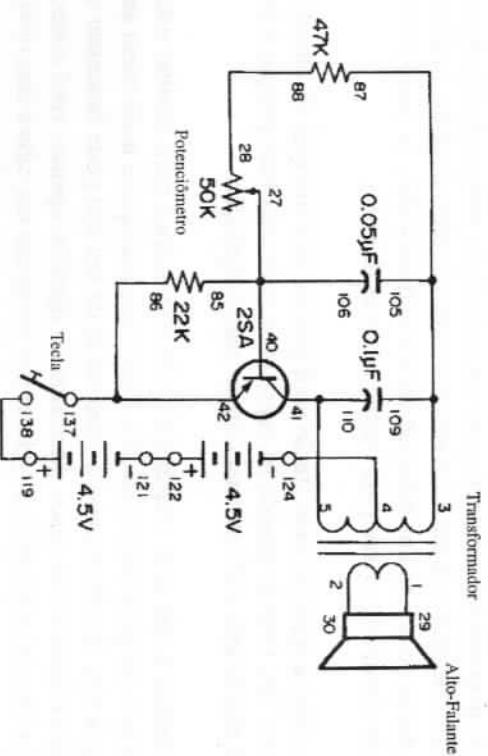 47K
87
88
28
27
50K
Potenciômetro
0.05µF
105
106
0.1µF
109
110
85
86
22K
2SA
40
41
42
Tecla
137
138
119
+
4.5V
-
121
122
+
4.5V
-
124
3
4
5
Transformador
1
2
29
30
Alto-Falante